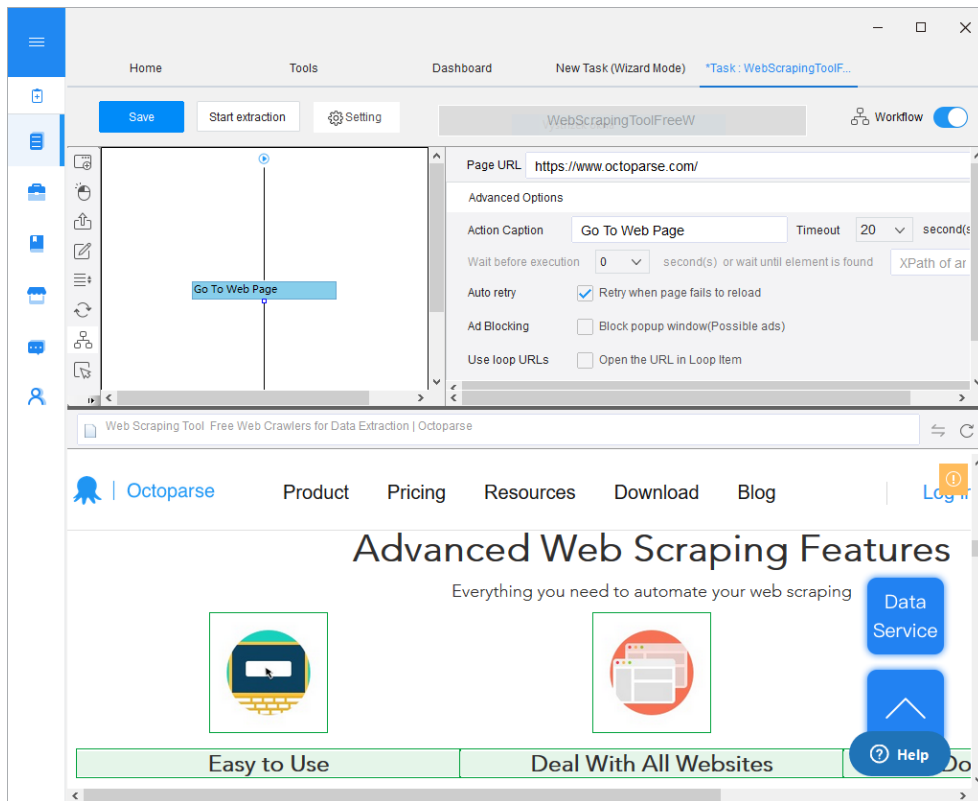 Home Tools Dashboard New Task (Wizard Mode) *Task : WebScrapingToolF...
Save Start extraction Setting WebScrapingToolFreeW Workflow
Page URL https://www.octoparse.com/
Advanced Options
Action Caption Go To Web Page Timeout 20 second(s
Wait before execution 0 second(s) or wait until element is found XPath of ar
Go To Web Page
Auto retry Retry when page fails to reload
Ad Blocking Block popup window(Possible ads)
Use loop URLs Open the URL in Loop Item
Web Scraping Tool Free Web Crawlers for Data Extraction | Octoparse
Octoparse Product Pricing Resources Download Blog Log
Advanced Web Scraping Features
Everything you need to automate your web scraping
Data
Service
Help
Easy to Use Deal With All Websites Do